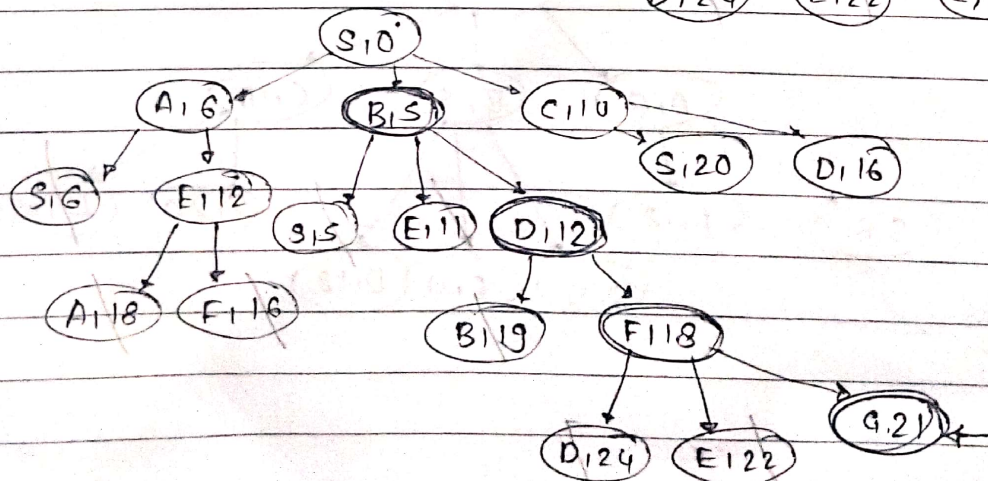 S,0
A,6 B,5 C,10
S,20 D,16
S,6 E,12 S,5 E,11 D,12
A,18 F,16 B,19 F,18
G,21
D,24 E,22